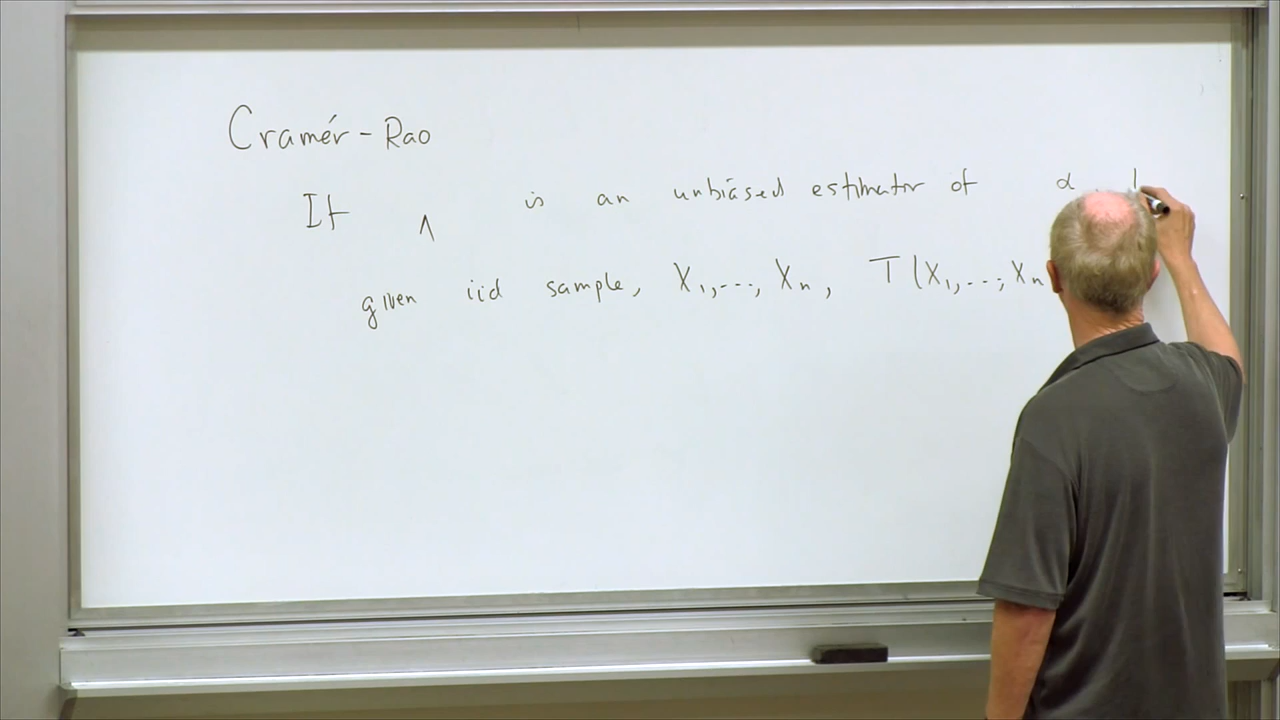 Cramér - Rao
If ∧ is an unbiased estimator of α,
given iid sample, X₁,..., Xₙ, T(X₁,..., Xₙ